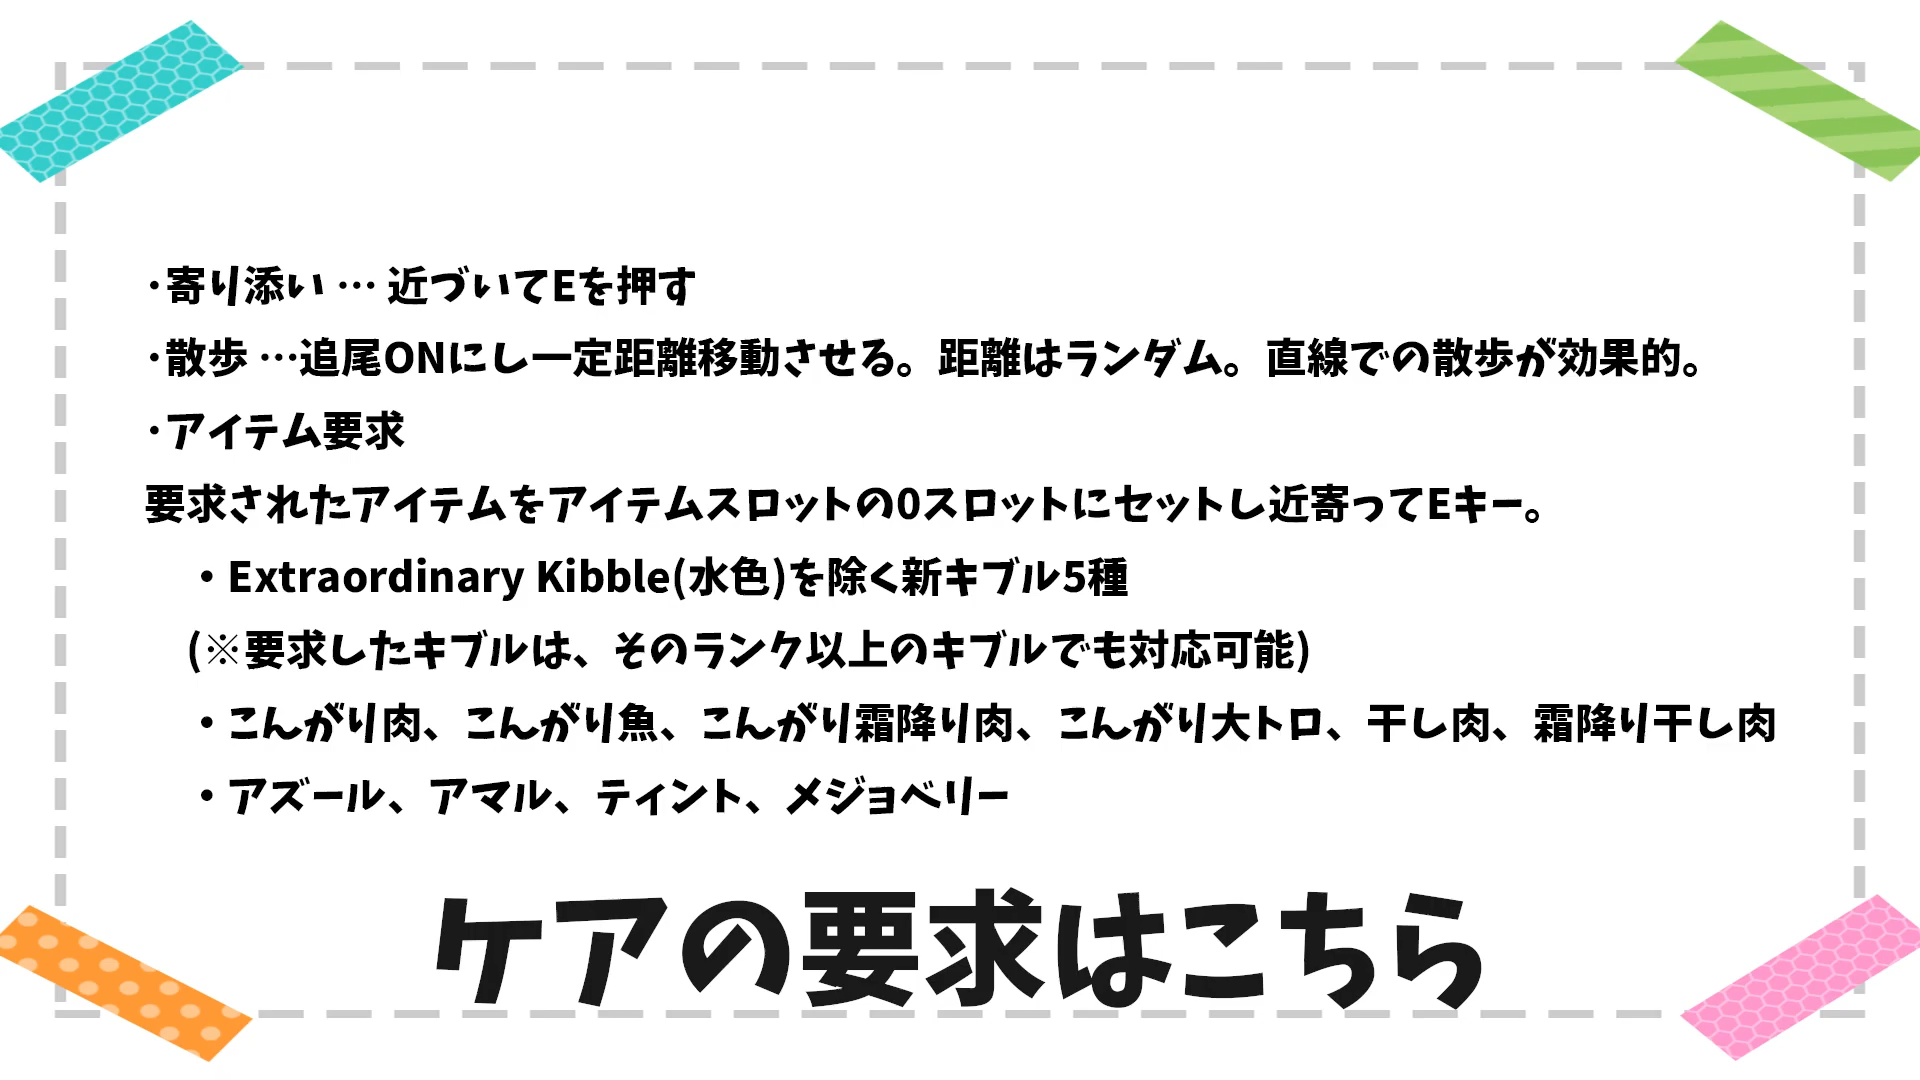 ・寄り添い … 近づいてEを押す
・散歩 …追尾ONにし一定距離移動させる。距離はランダム。直線での散歩が効果的。
・アイテム要求
要求されたアイテムをアイテムスロットの0スロットにセットし近寄ってEキー。
・Extraordinary Kibble(水色)を除く新キブル5種
(※要求したキブルは、そのランク以上のキブルでも対応可能)
・こんがり肉、こんがり魚、こんがり霜降り肉、こんがり大トロ、干し肉、霜降り干し肉
・アズール、アマル、ティント、メジョベリー
ケアの要求はこちら